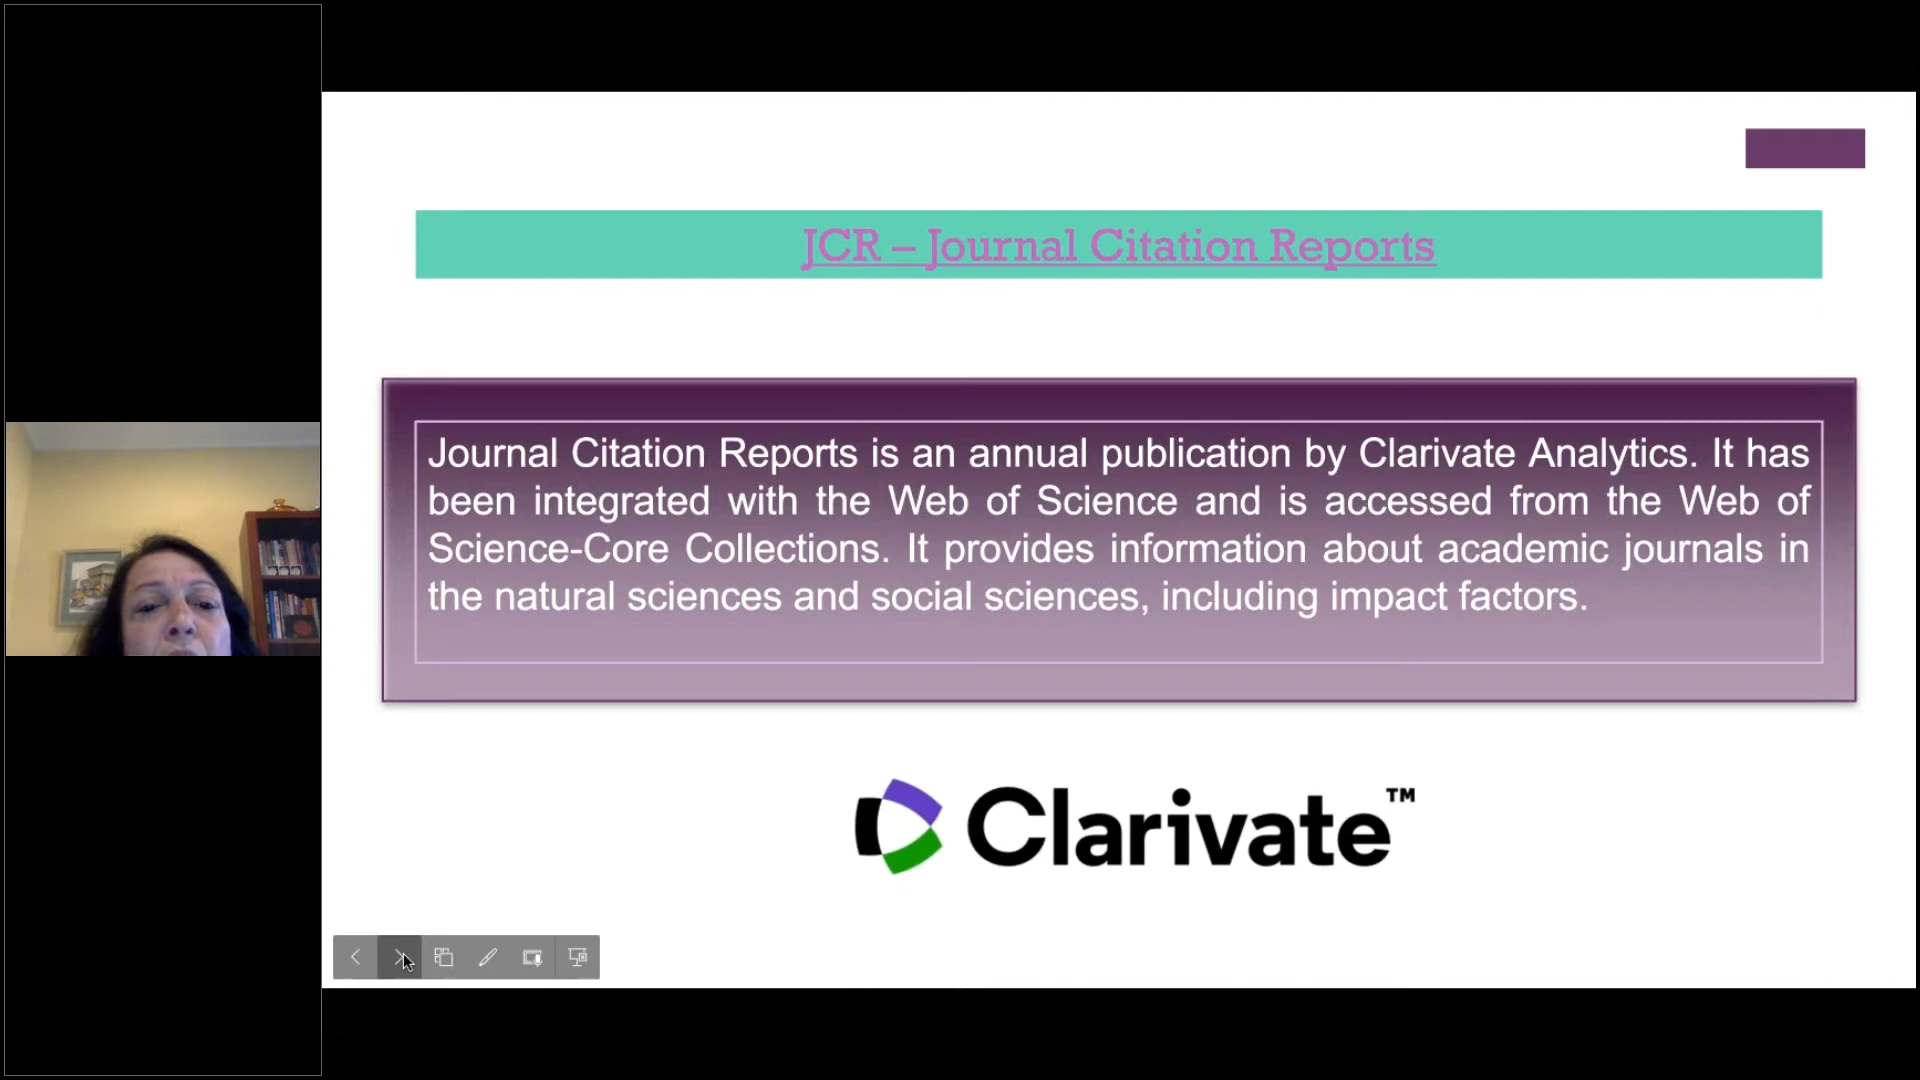 JCR – Journal Citation Reports
Journal Citation Reports is an annual publication by Clarivate Analytics. It has
been integrated with the Web of Science and is accessed from the Web of
Science-Core Collections. It provides information about academic journals in
the natural sciences and social sciences, including impact factors.
Clarivate™